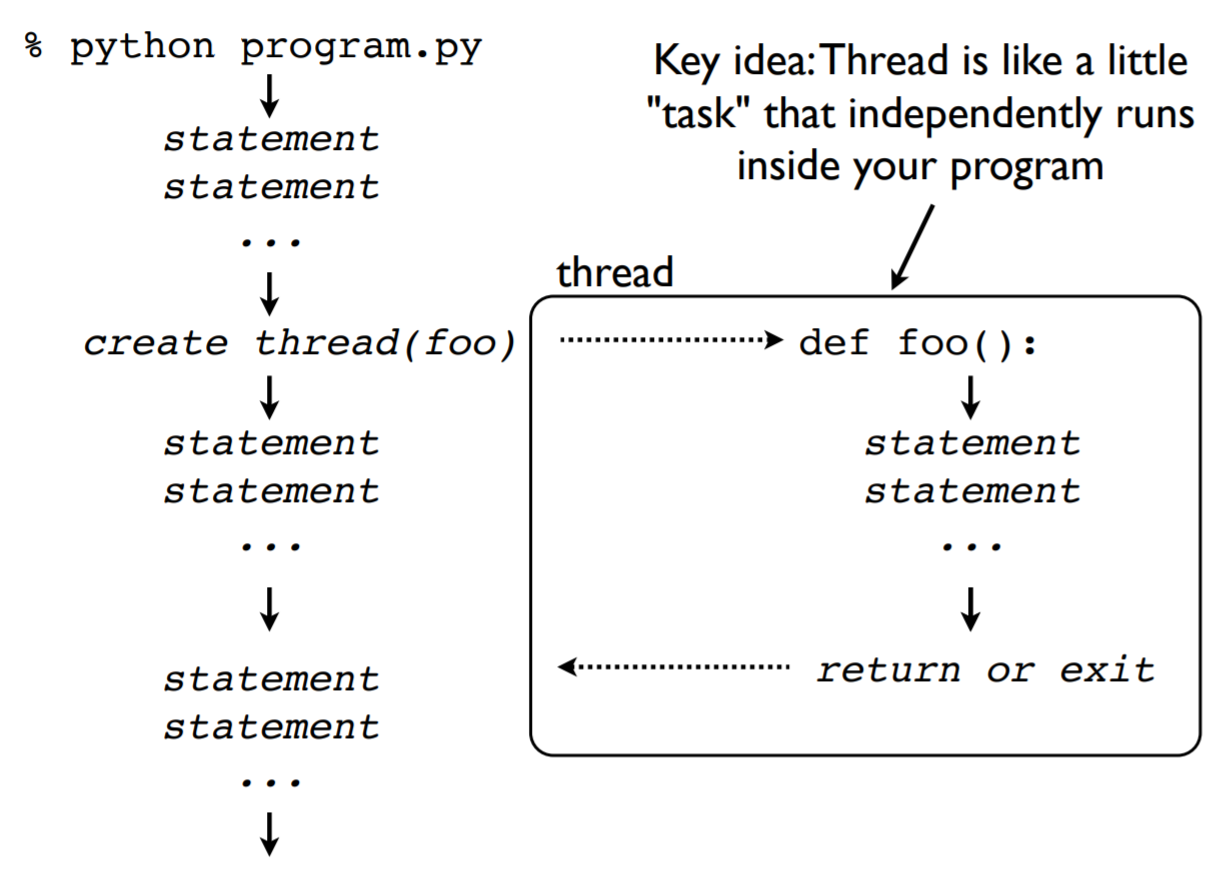 % python program.py
statement
statement
...
create thread(foo)
statement
statement
...
statement
statement
...
Key idea: Thread is like a little
"task" that independently runs
inside your program
thread
def foo():
statement
statement
...
return or exit